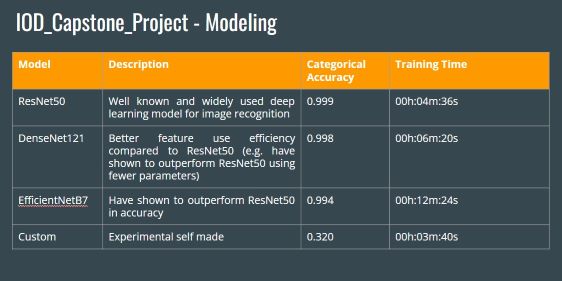 IOD_Capstone_Project - Modeling
Model Description Categorical Accuracy Training Time
ResNet50 Well known and widely used deep learning model for image recognition 0.999 00h:04m:36s
DenseNet121 Better feature use efficiency compared to ResNet50 (e.g. have shown to outperform ResNet50 using fewer parameters) 0.998 00h:06m:20s
EfficientNetB7 Have shown to outperform ResNet50 in accuracy 0.994 00h:12m:24s
Custom Experimental self made 0.320 00h:03m:40s